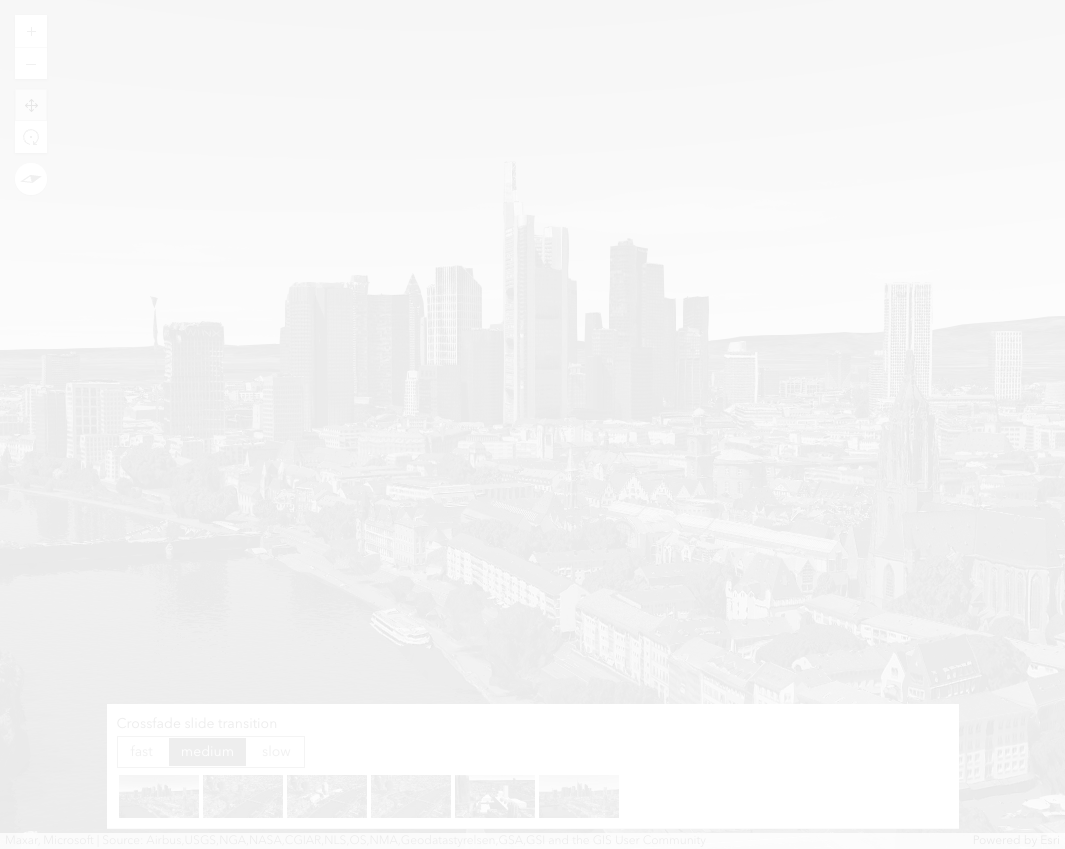 Crossfade slide transition
fast medium slow
Maxar, Microsoft | Source: Airbus,USGS,NGA,NASA,CGIAR,NLS,OS,NMA,Geodatastyrelsen,GSA,GSI and the GIS User Community
Powered by Esri